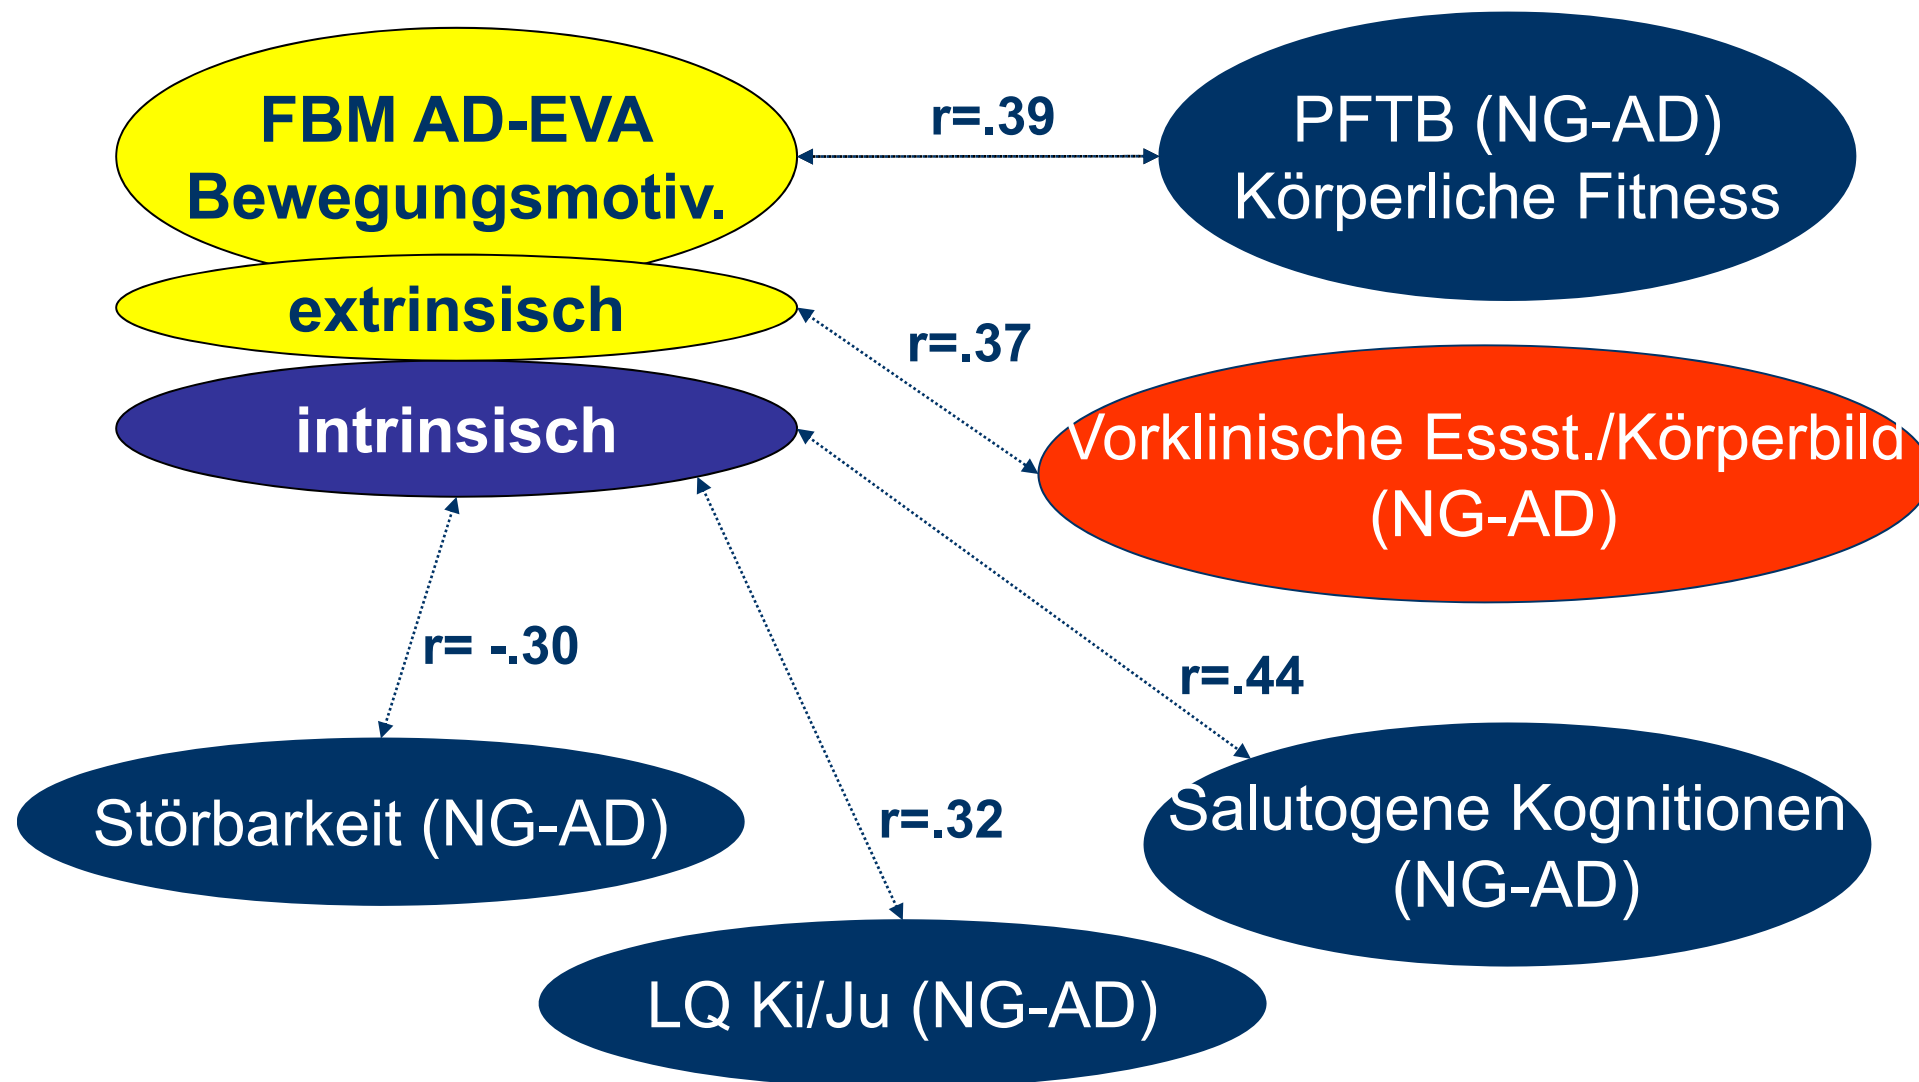 FBM AD-EVA
Bewegungsmotiv.
r=.39
PFTB (NG-AD)
Körperliche Fitness
extrinsisch
r=.37
intrinsisch
Vorklinische Essst./Körperbild
(NG-AD)
r= -.30
r=.44
Störbarkeit (NG-AD)
r=.32
Salutogene Kognitionen
(NG-AD)
LQ Ki/Ju (NG-AD)